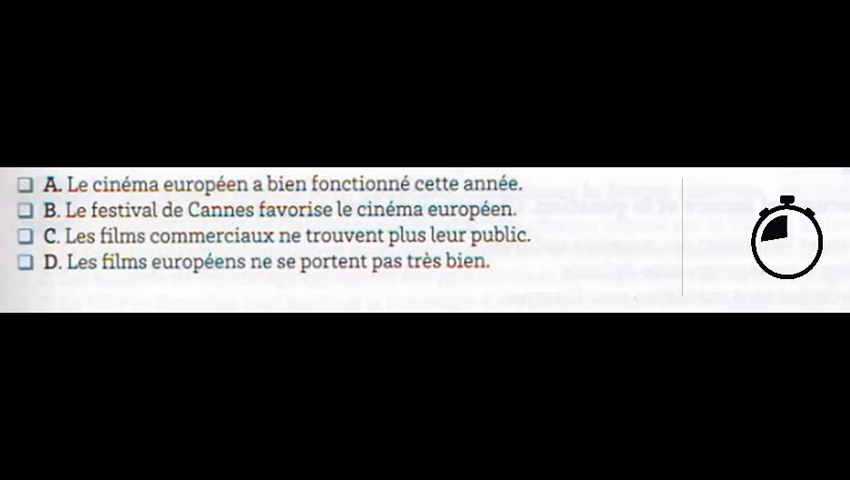 A. Le cinéma européen a bien fonctionné cette année.
B. Le festival de Cannes favorise le cinéma européen.
C. Les films commerciaux ne trouvent plus leur public.
D. Les films européens ne se portent pas très bien.